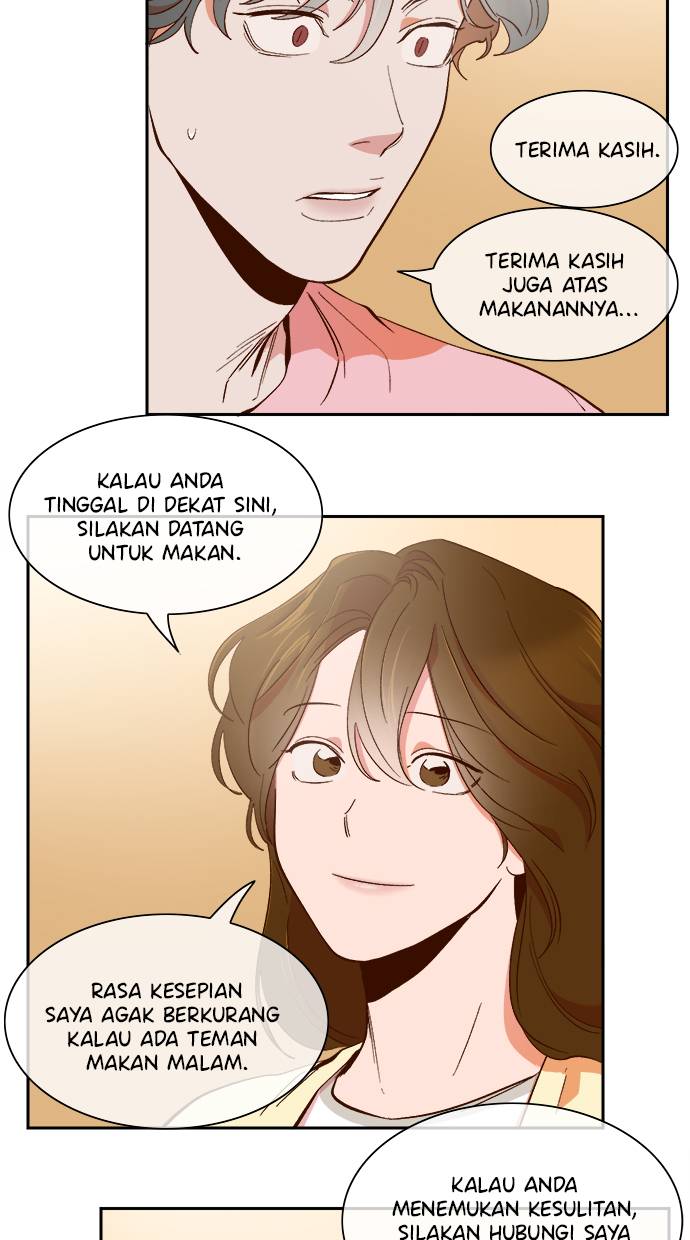 TERIMA KASIH.
TERIMA KASIH
JUGA ATAS
MAKANANNYA...
KALAU ANDA
TINGGAL DI DEKAT SINI,
SILAKAN DATANG
UNTUK MAKAN.
RASA KESEPIAN
SAYA AGAK BERKURANG
KALAU ADA TEMAN
MAKAN MALAM.
KALAU ANDA
MENEMUKAN KESULITAN,
SILAKAN HUBUNGI SAYA